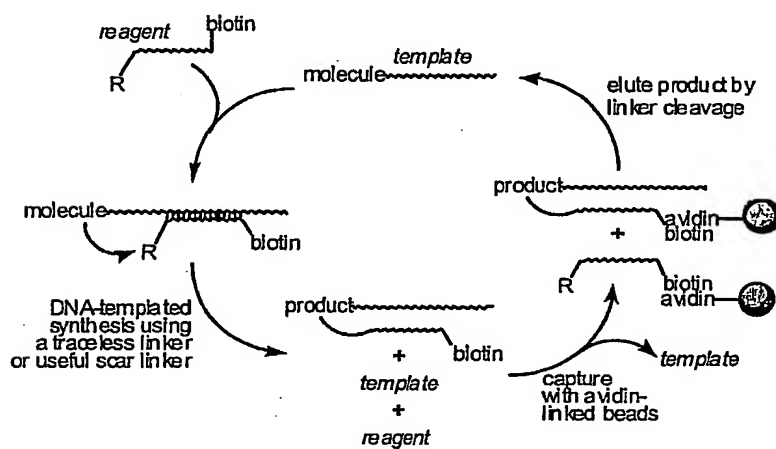 biotin
reagent
R
molecule template
elute product by
linker cleavage
molecule
R biotin
product
avidin
biotin
+
R
biotin
avidin
DNA-templated
synthesis using
a traceless linker
or useful scar linker
product
biotin
+
template
+
reagent
capture
with avidin-
linked beads
template